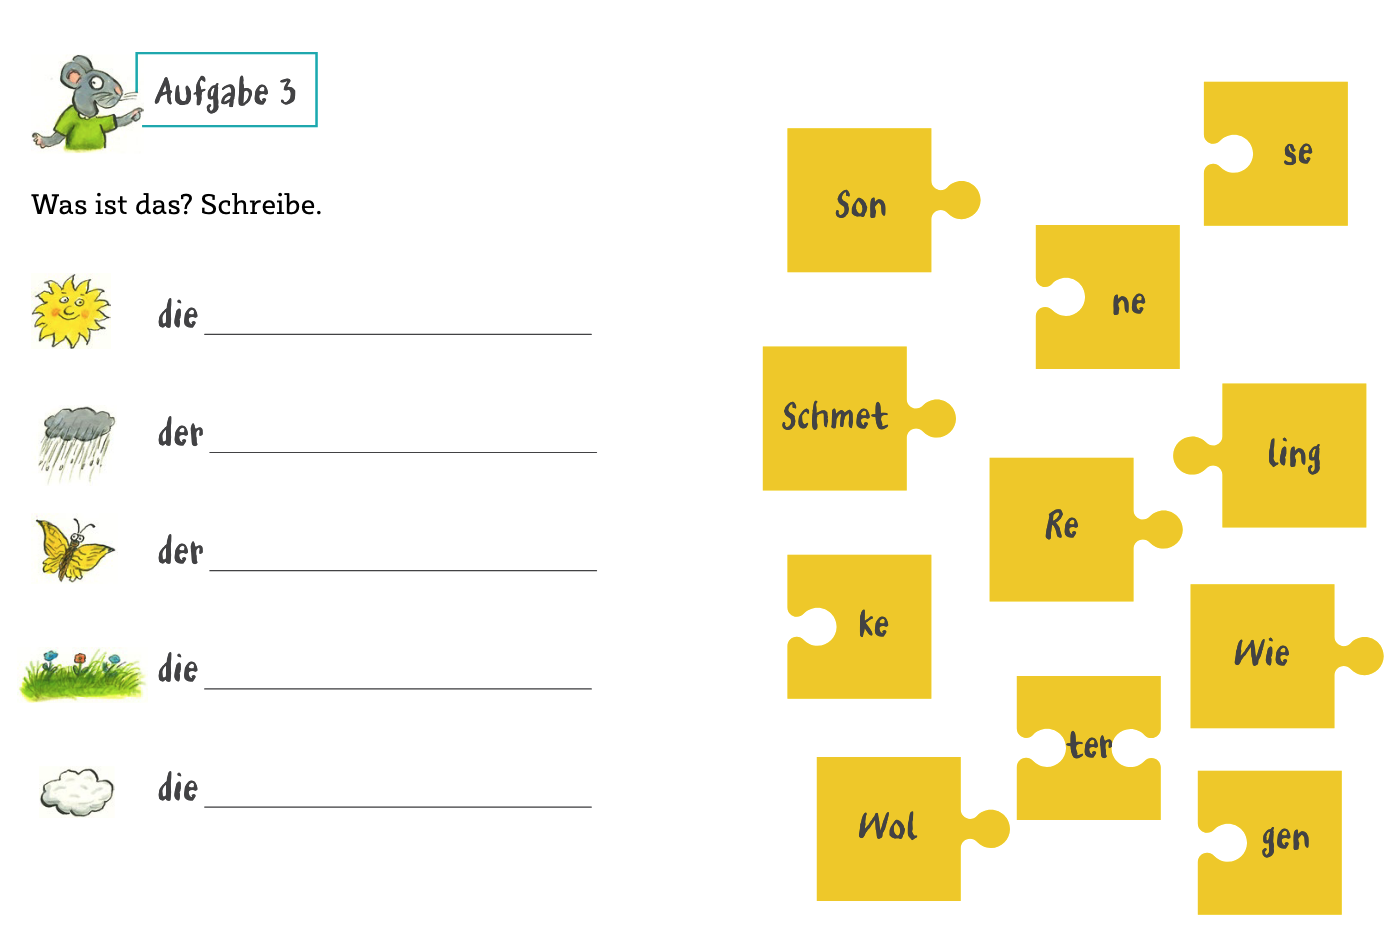 Aufgabe 3
Was ist das? Schreibe.
die
der
der
die
die
Son
se
ne
Schmet
ling
Re
ke
Wie
ter
Wol
gen